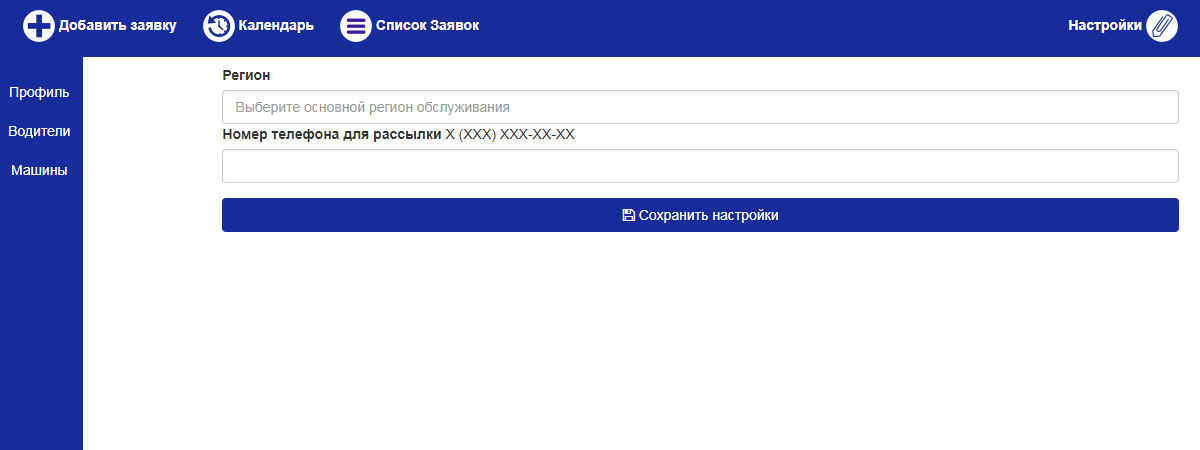 Добавить заявку Календарь Список Заявок Настройки
Профиль
Водители
Машины
Регион
Выберите основной регион обслуживания
Номер телефона для рассылки X (XXX) XXX-XX-XX
Сохранить настройки